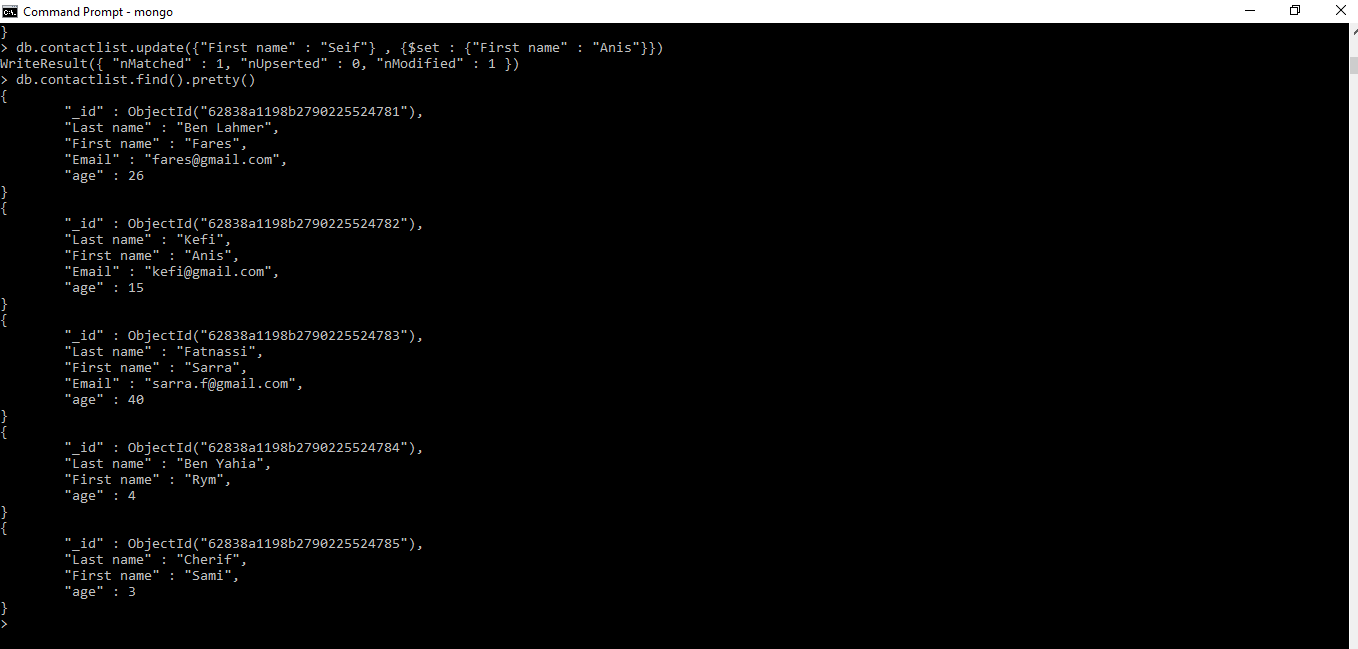 Command Prompt - mongo
}
> db.contactlist.update({"First name" : "Seif"} , {$set : {"First name" : "Anis"}})
WriteResult({ "nMatched" : 1, "nUpserted" : 0, "nModified" : 1 })
> db.contactlist.find().pretty()
{
        "_id" : ObjectId("62838a1198b2790225524781"),
        "Last name" : "Ben Lahmer",
        "First name" : "Fares",
        "Email" : "fares@gmail.com",
        "age" : 26
}
{
        "_id" : ObjectId("62838a1198b2790225524782"),
        "Last name" : "Kefi",
        "First name" : "Anis",
        "Email" : "kefi@gmail.com",
        "age" : 15
}
{
        "_id" : ObjectId("62838a1198b2790225524783"),
        "Last name" : "Fatnassi",
        "First name" : "Sarra",
        "Email" : "sarra.f@gmail.com",
        "age" : 40
}
{
        "_id" : ObjectId("62838a1198b2790225524784"),
        "Last name" : "Ben Yahia",
        "First name" : "Rym",
        "age" : 4
}
{
        "_id" : ObjectId("62838a1198b2790225524785"),
        "Last name" : "Cherif",
        "First name" : "Sami",
        "age" : 3
}
>